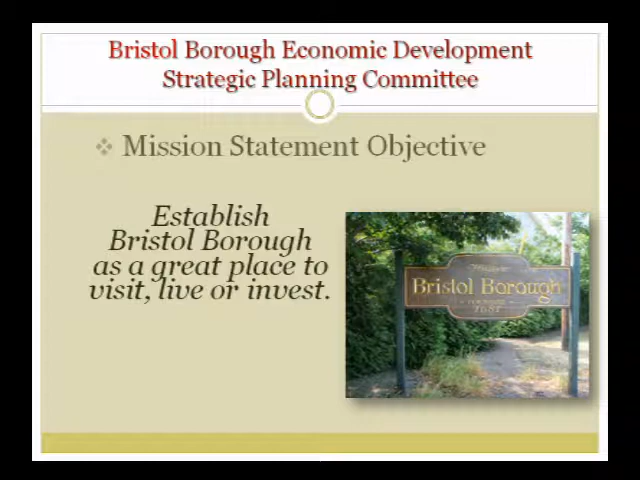 Bristol Borough Economic Development
Strategic Planning Committee
Mission Statement Objective
Establish
Bristol Borough
as a great place to
visit, live or invest.
Bristol Borough